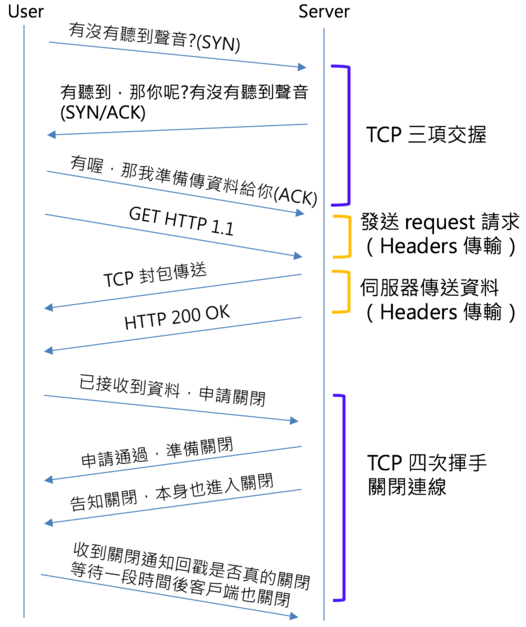 User
Server
有沒有聽到聲音?(SYN)
有聽到，那你呢?有沒有聽到聲音
(SYN/ACK)
TCP 三項交握
有喔，那我準備傳資料給你(ACK)
GET HTTP 1.1
發送 request 請求
( Headers 傳輸 )
TCP 封包傳送
伺服器傳送資料
( Headers 傳輸 )
HTTP 200 OK
已接收到資料，申請關閉
申請通過，準備關閉
TCP 四次揮手
關閉連線
告知關閉，本身也進入關閉
收到關閉通知回戳是否真的關閉
等待一段時間後客戶端也關閉